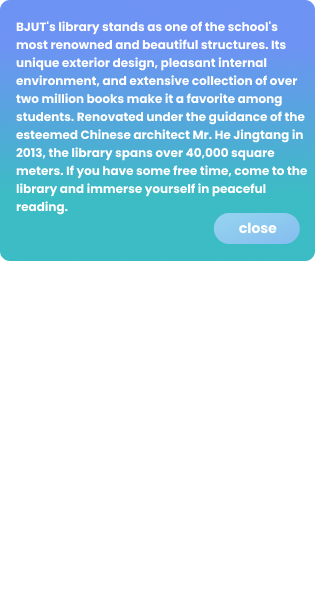 BJUT's library stands as one of the school's
most renowned and beautiful structures. Its
unique exterior design, pleasant internal
environment, and extensive collection of over
two million books make it a favorite among
students. Renovated under the guidance of the
esteemed Chinese architect Mr. He Jingtang in
2013, the library spans over 40,000 square
meters. If you have some free time, come to the
library and immerse yourself in peaceful
reading.
close